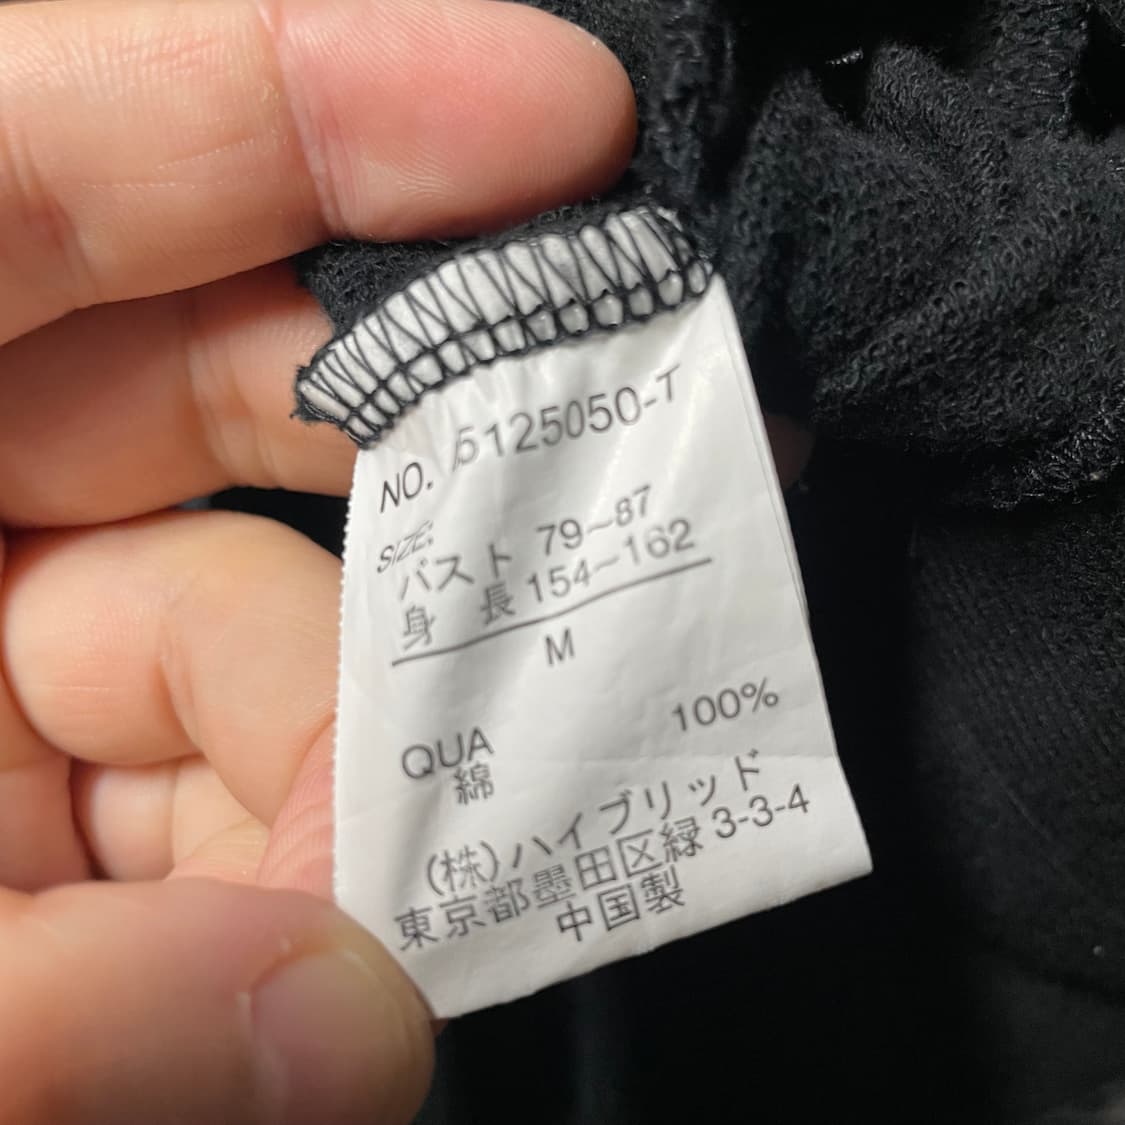 NO. 5125050-T
SIZE:
バスト 79~87
身 長 154~162
M
QUA
綿 100%
(株)ハイブリッド
東京都墨田区緑 3-3-4
中国製